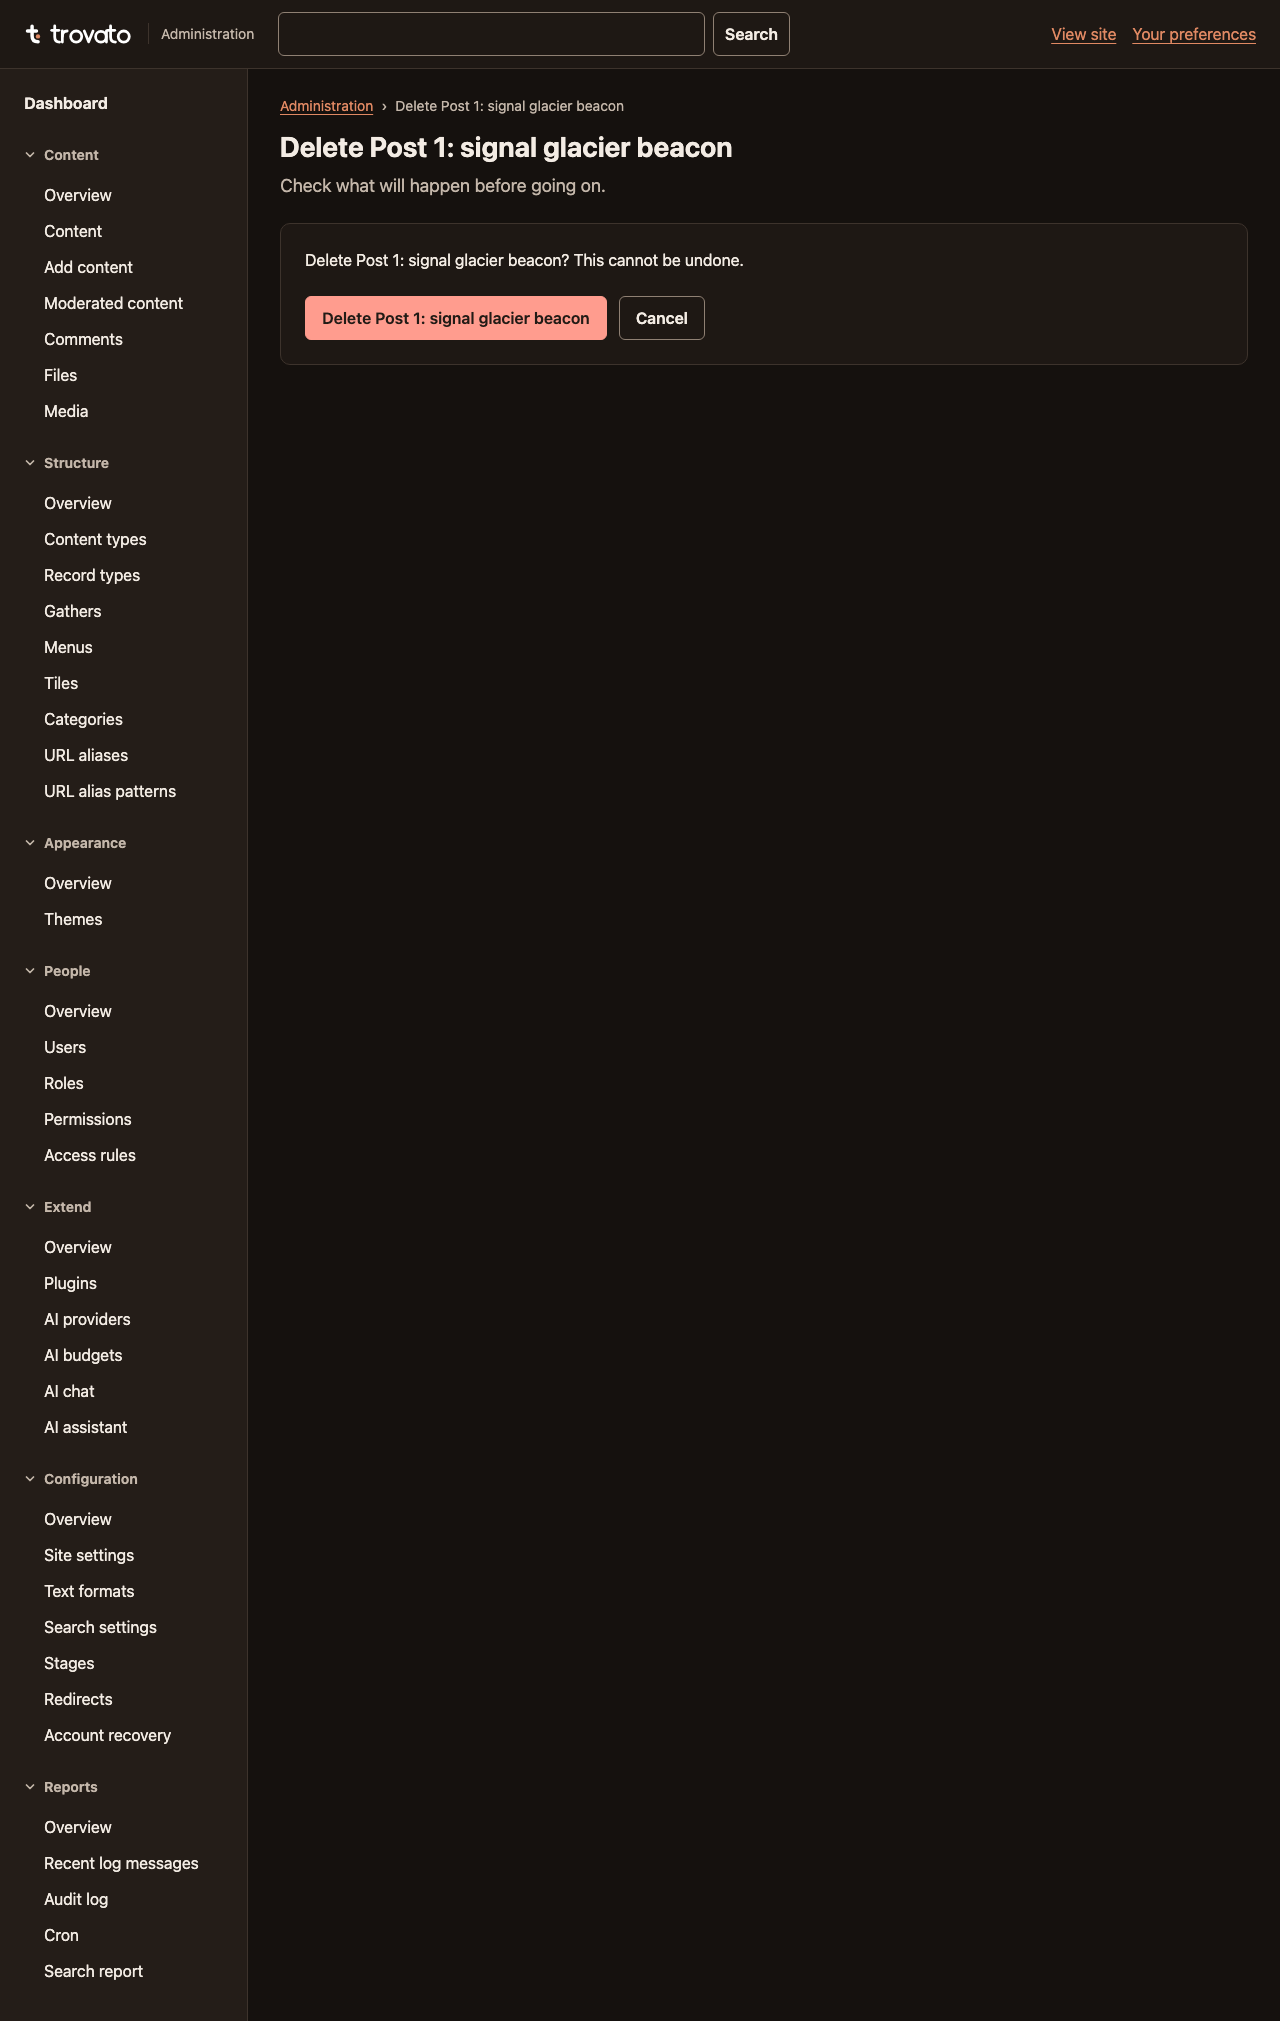 trovato
Administration
Search
View site
Your preferences
Dashboard
Content
Overview
Content
Add content
Moderated content
Comments
Files
Media
Structure
Overview
Content types
Record types
Gathers
Menus
Tiles
Categories
URL aliases
URL alias patterns
Appearance
Overview
Themes
People
Overview
Users
Roles
Permissions
Access rules
Extend
Overview
Plugins
AI providers
AI budgets
AI chat
AI assistant
Configuration
Overview
Site settings
Text formats
Search settings
Stages
Redirects
Account recovery
Reports
Overview
Recent log messages
Audit log
Cron
Search report
Administration › Delete Post 1: signal glacier beacon
Delete Post 1: signal glacier beacon
Check what will happen before going on.
Delete Post 1: signal glacier beacon? This cannot be undone.
Delete Post 1: signal glacier beacon
Cancel